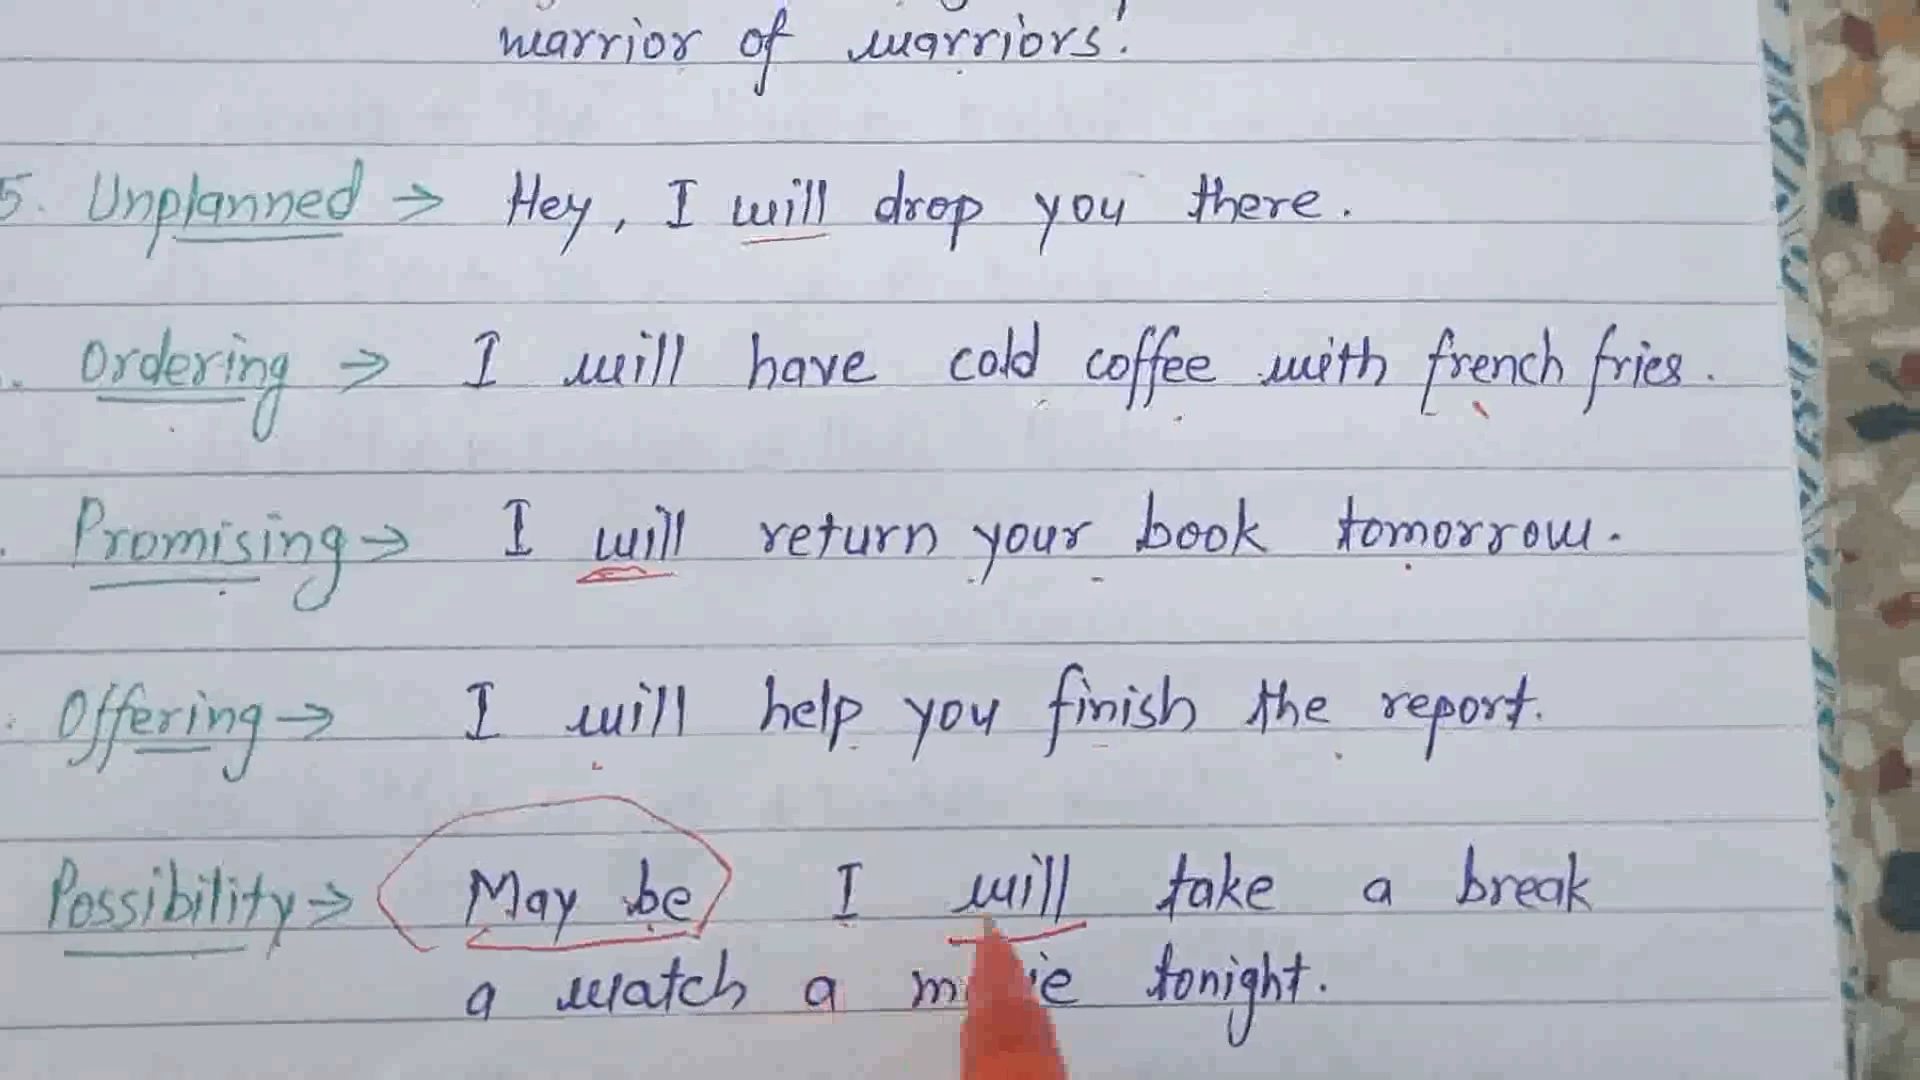 warrior of warriors!
5. Unplanned → Hey, I will drop you there.
Ordering → I will have cold coffee with french fries.
Promising → I will return your book tomorrow.
Offering → I will help you finish the report.
Possibility → May be I will take a break
a watch a movie tonight.